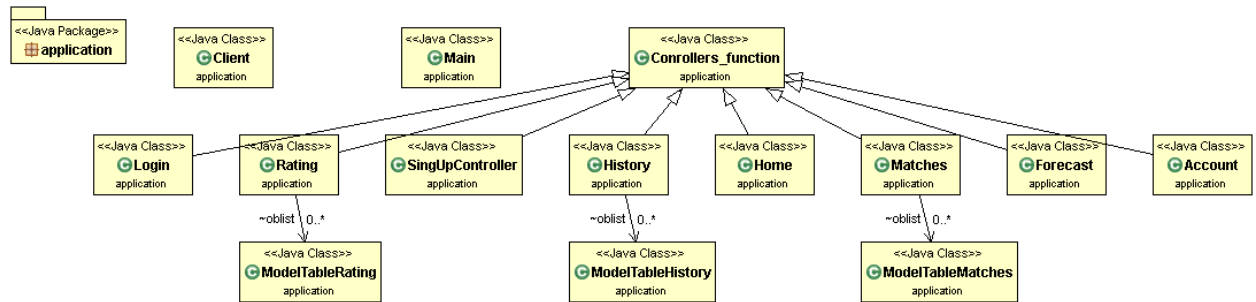 <<Java Package>>
application
<<Java Class>>
Client
application
<<Java Class>>
Main
application
<<Java Class>>
Conrollers_function
application
<<Java Class>>
Login
application
<<Java Class>>
Rating
application
<<Java Class>>
SingUpController
application
<<Java Class>>
History
application
<<Java Class>>
Home
application
<<Java Class>>
Matches
application
<<Java Class>>
Forecast
application
<<Java Class>>
Account
application
~oblist 0..*
~oblist 0..*
~oblist 0..*
<<Java Class>>
ModelTableRating
application
<<Java Class>>
ModelTableHistory
application
<<Java Class>>
ModelTableMatches
application